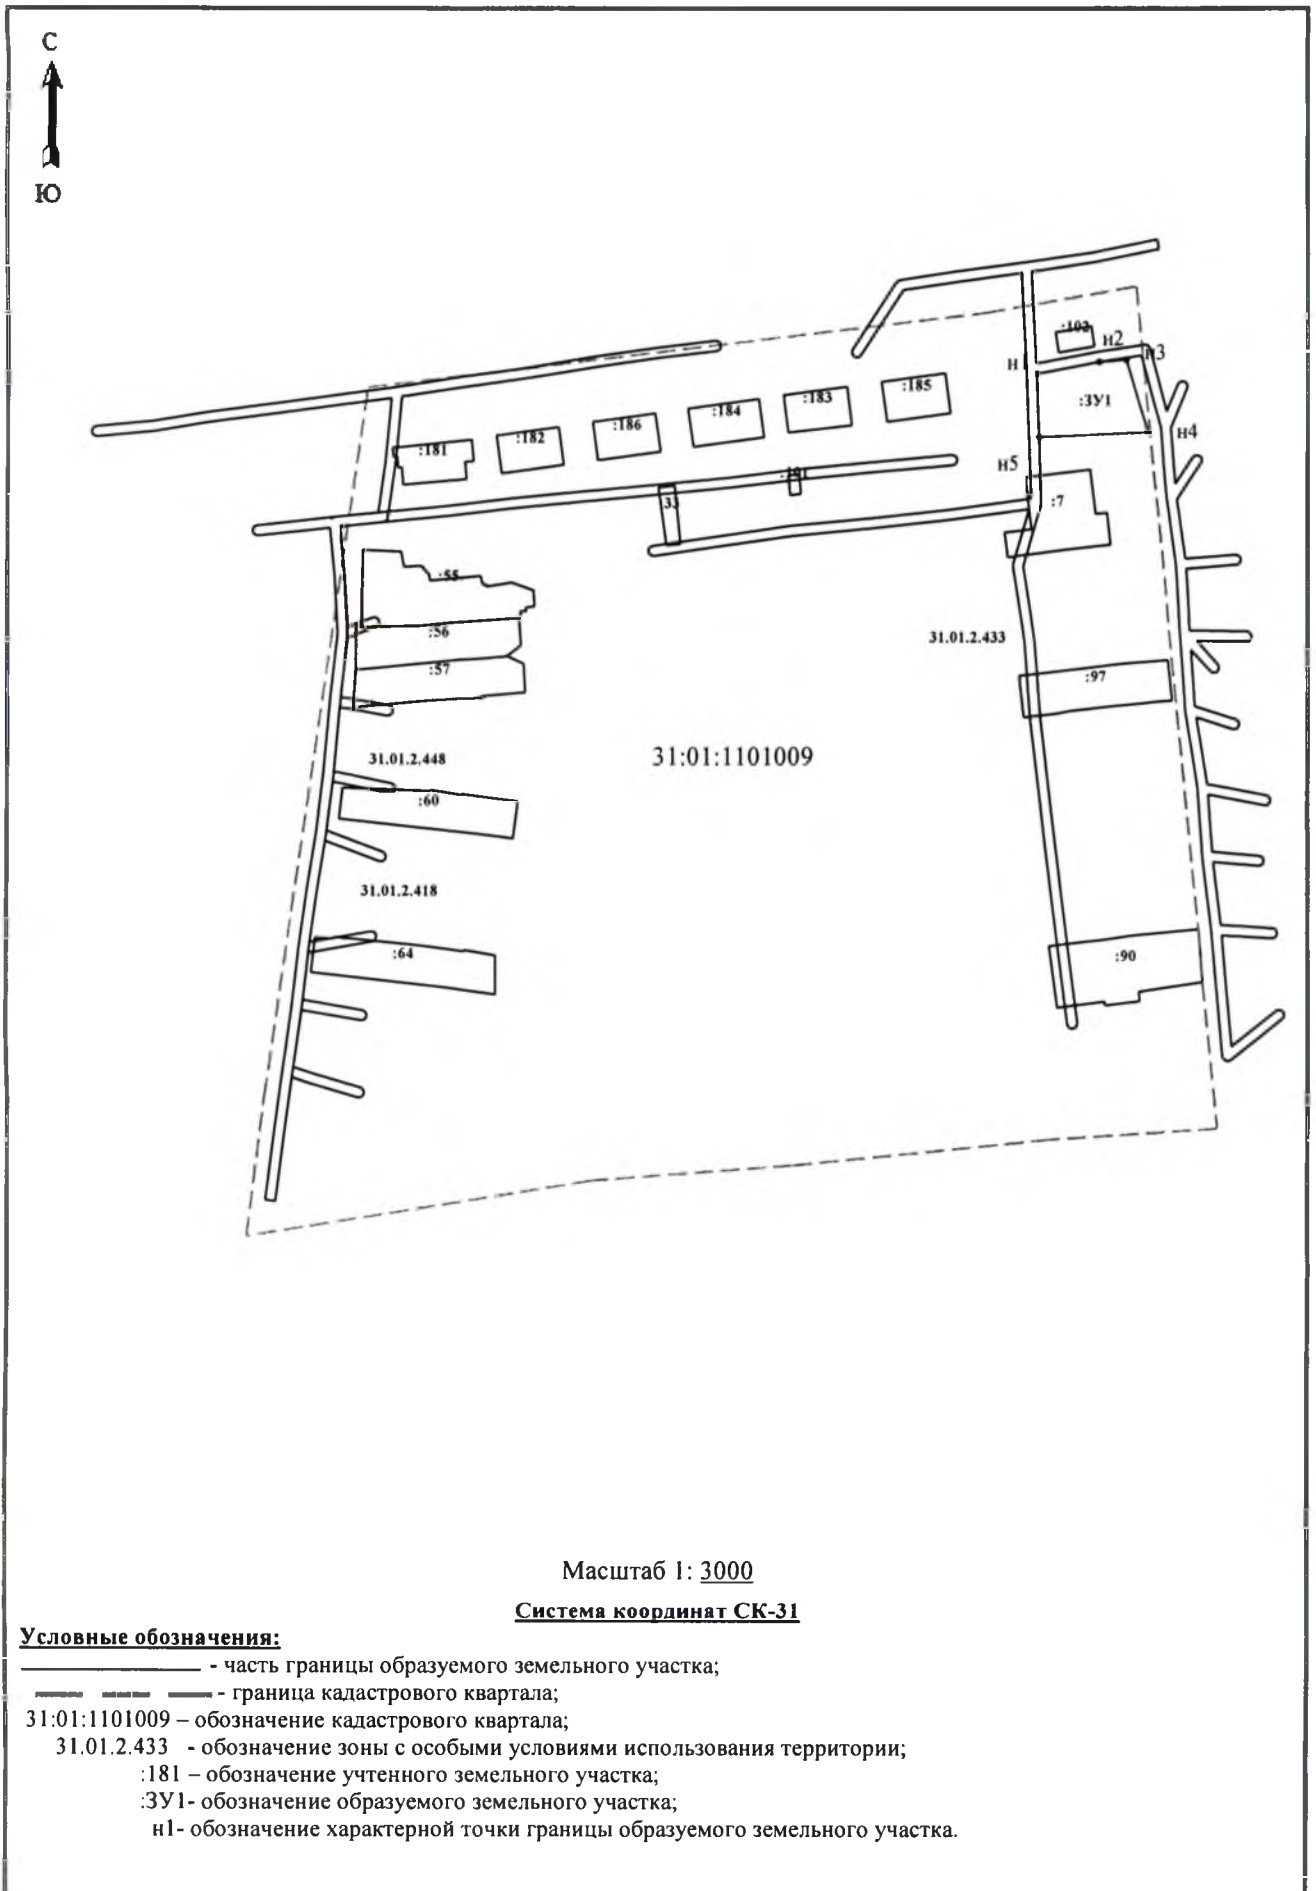 С
Ю
:102
н2
н3
н
:ЗУ1
:185
:183
:184
:186
:182
:181
н4
н5
:101
33
:7
:55
:56
31.01.2.433
:57
:97
31:01:1101009
31.01.2.448
:60
31.01.2.418
:64
:90
Масштаб 1: 3000
Система координат СК-31
Условные обозначения:
- часть границы образуемого земельного участка;
- граница кадастрового квартала;
31:01:1101009 – обозначение кадастрового квартала;
31.01.2.433 - обозначение зоны с особыми условиями использования территории;
:181 – обозначение учтенного земельного участка;
:ЗУ1- обозначение образуемого земельного участка;
н1- обозначение характерной точки границы образуемого земельного участка.